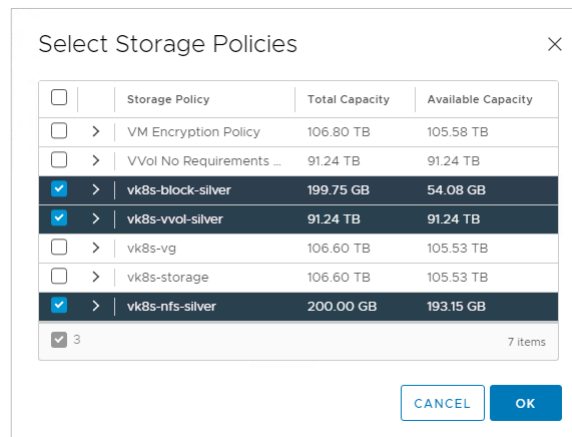 Select Storage Policies
Storage Policy Total Capacity Available Capacity
VM Encryption Policy 106.80 TB 105.58 TB
VVol No Requirements ... 91.24 TB 91.24 TB
vk8s-block-silver 199.75 GB 54.08 GB
vk8s-vvol-silver 91.24 TB 91.24 TB
vk8s-vg 106.60 TB 105.53 TB
vk8s-storage 106.60 TB 105.53 TB
vk8s-nfs-silver 200.00 GB 193.15 GB
3 7 items
CANCEL OK